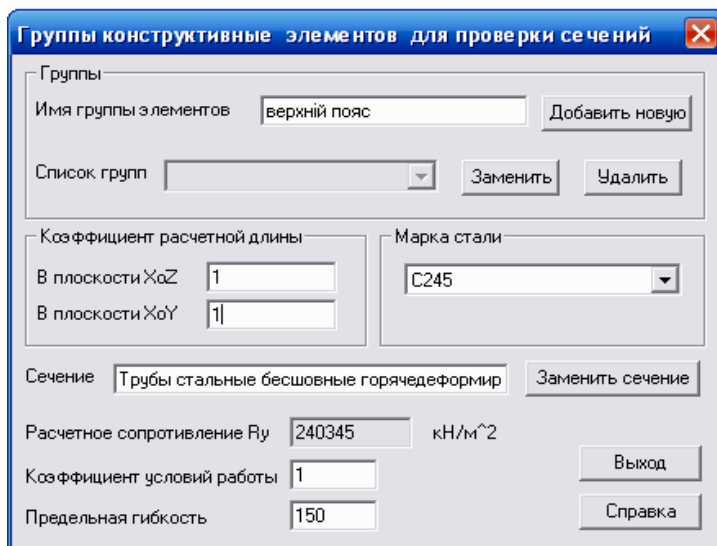 Группы конструктивные элементов для проверки сечений
Группы
Имя группы элементов верхній пояс Добавить новую
Список групп Заменить Удалить
Коэффициент расчетной длины Марка стали
В плоскости XoZ 1 C245
В плоскости XoY 1
Сечение Трубы стальные бесшовные горячедеформир Заменить сечение
Расчетное сопротивление Ry 240345 кН/м^2
Выход
Коэффициент условий работы 1
Предельная гибкость 150 Справка